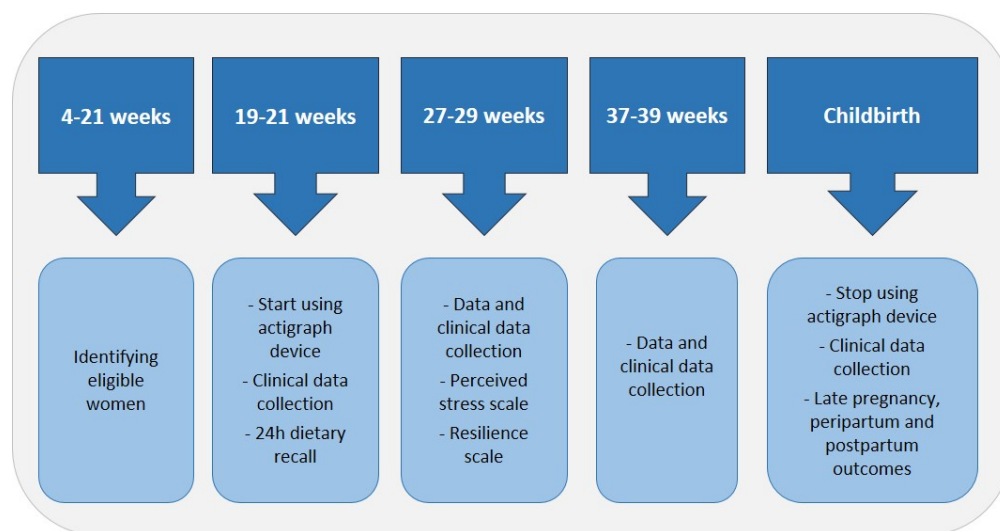 4-21 weeks
19-21 weeks
27-29 weeks
37-39 weeks
Childbirth
Identifying
eligible
women
- Start using
actigraph
device
- Clinical data
collection
- 24h dietary
recall
- Data and
clinical data
collection
- Perceived
stress scale
- Resilience
scale
- Data and
clinical data
collection
- Stop using
actigraph device
- Clinical data
collection
- Late pregnancy,
peripartum and
postpartum
outcomes